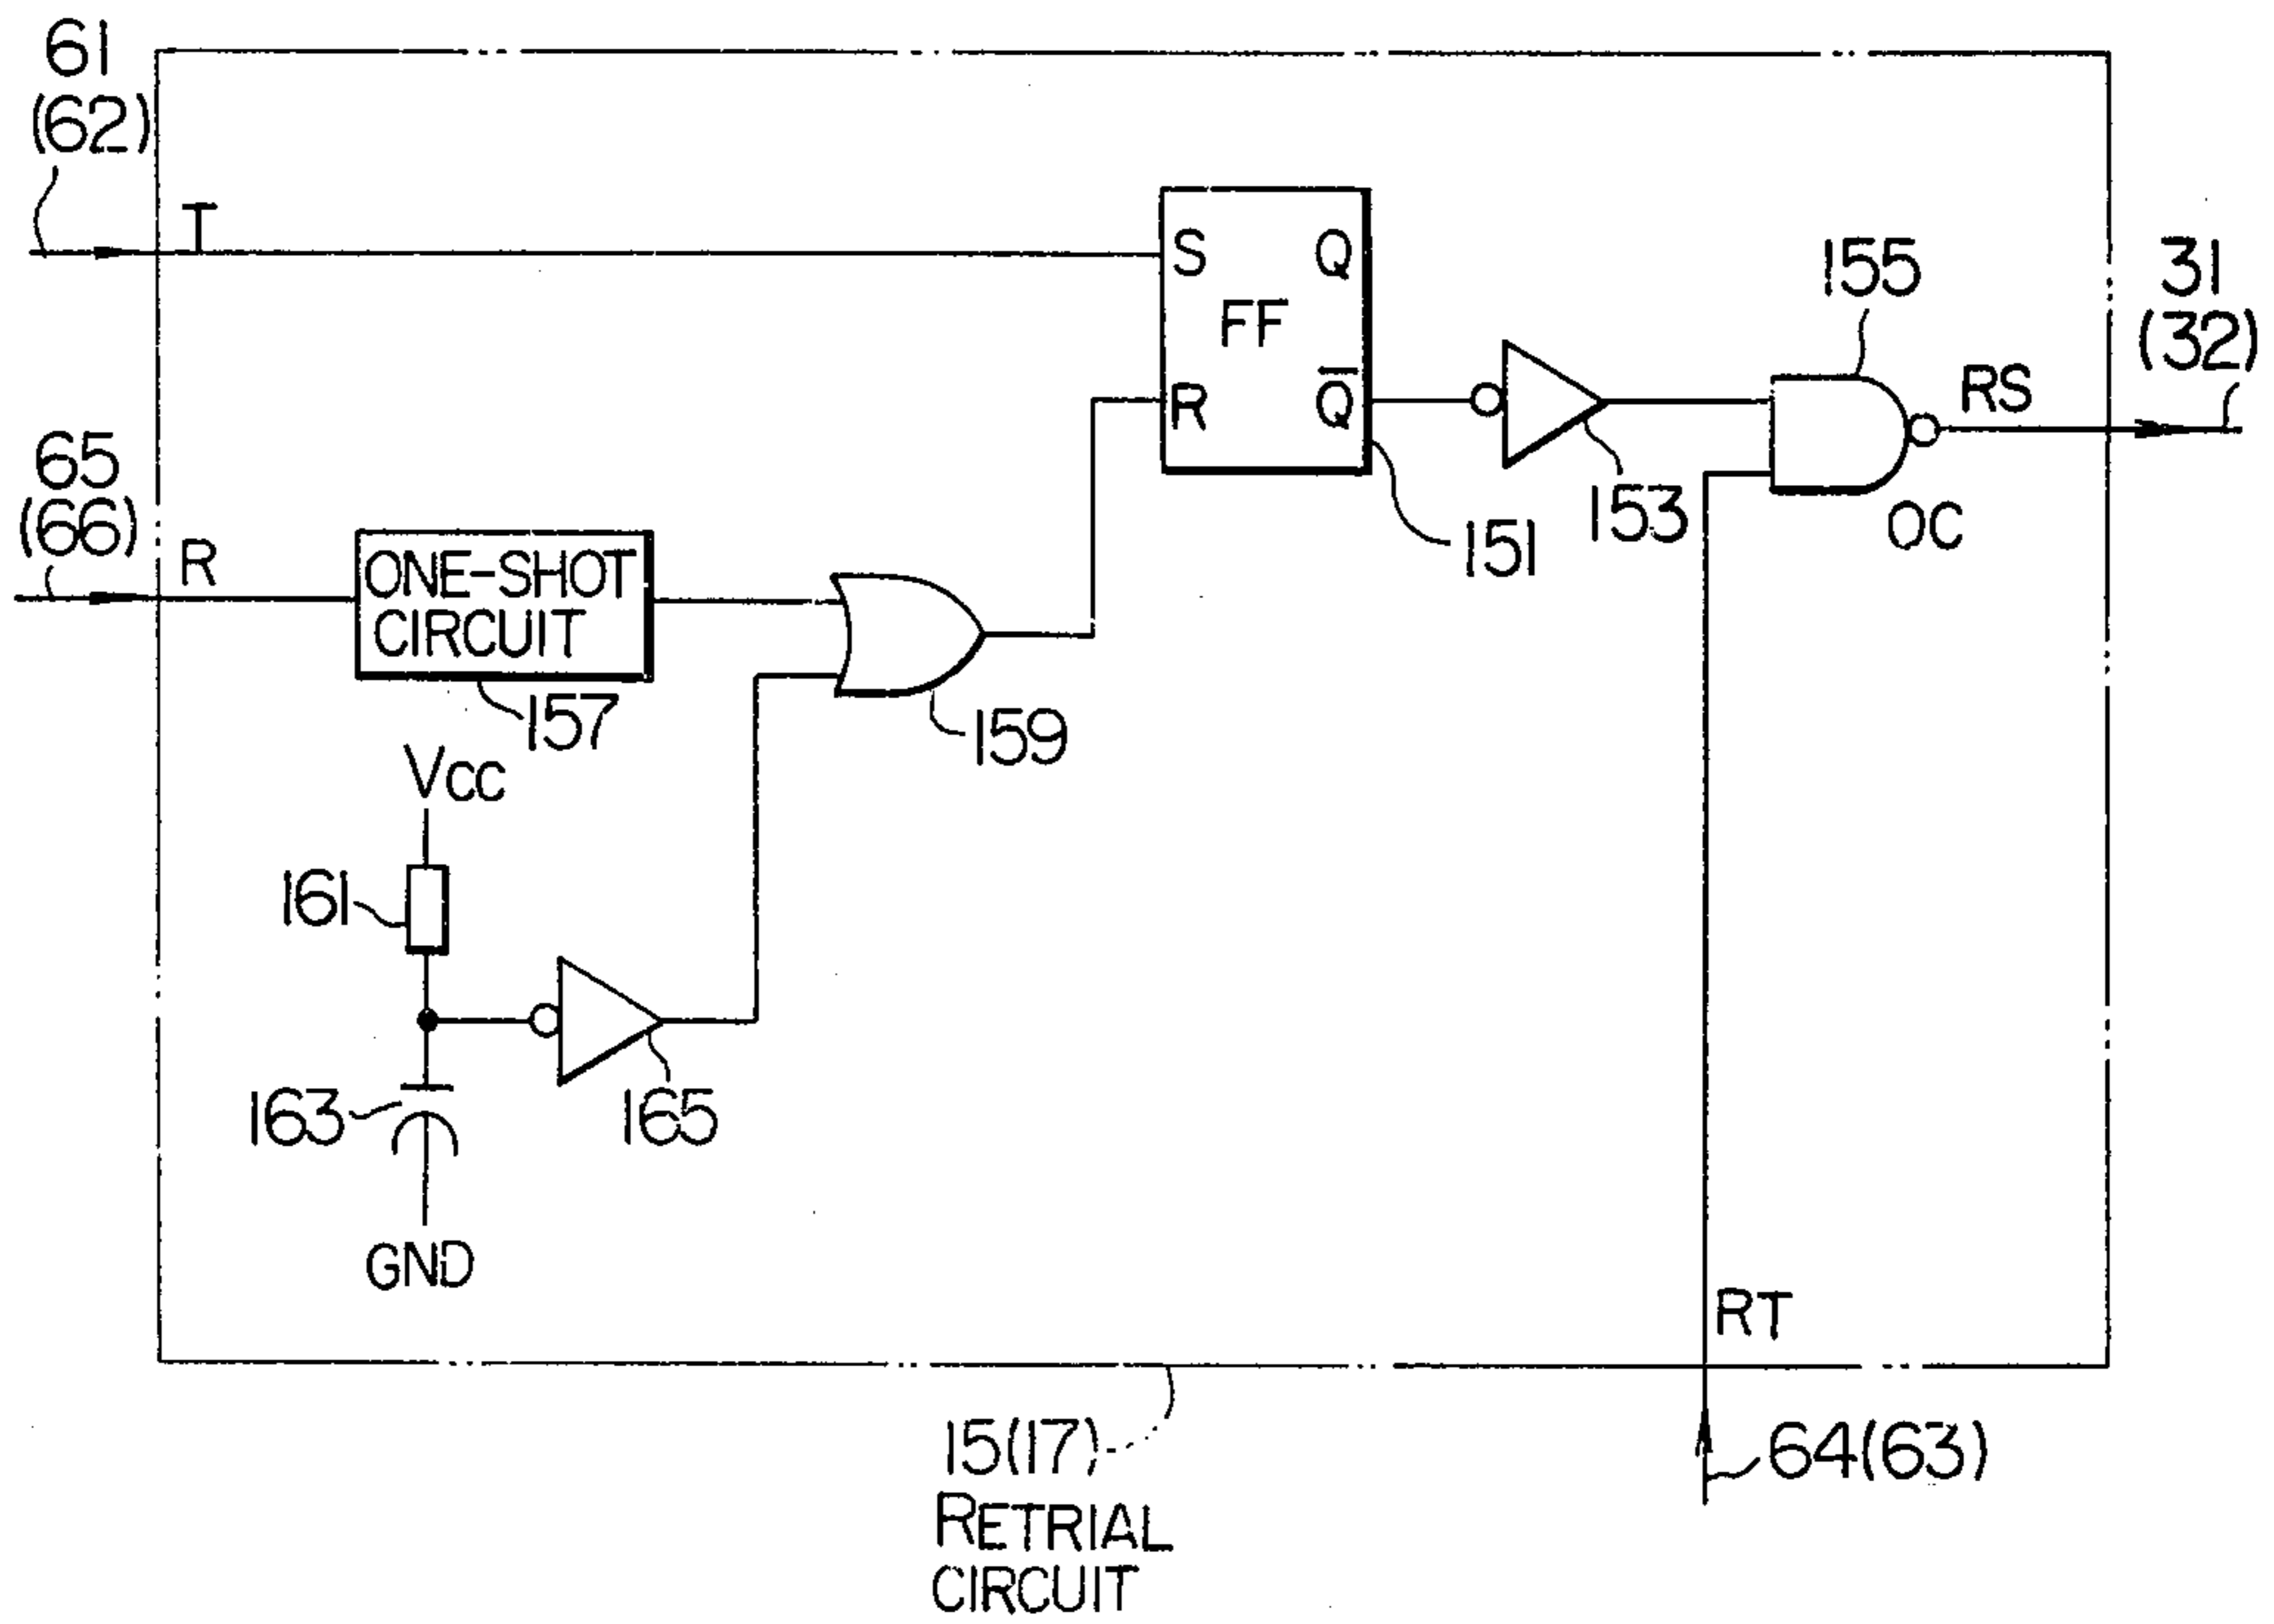 61
(62)
T
S
Q
FF
R
Q̅
155
31
(32)
RS
153
151
OC
65
(66)
R
ONE-SHOT
CIRCUIT
157
159
VCC
161
163
165
GND
RT
15(17)
64(63)
RETRIAL
CIRCUIT